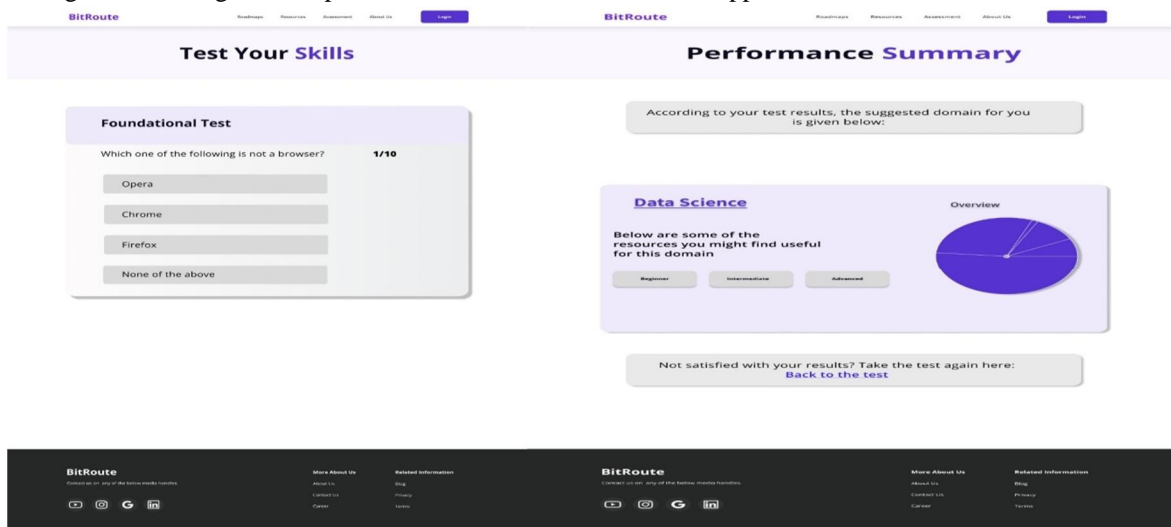 BitRoute
Roadmaps Resources Assessment About Us Login
Test Your Skills
Foundational Test
Which one of the following is not a browser? 1/10
Opera
Chrome
Firefox
None of the above
BitRoute
Contact us on any of the below media handles.
More About Us
About Us
Contact Us
Career
Related Information
Blog
Privacy
Terms
BitRoute
Roadmaps Resources Assessment About Us Login
Performance Summary
According to your test results, the suggested domain for you
is given below:
Data Science
Below are some of the
resources you might find useful
for this domain
Beginner Intermediate Advanced
Overview
Not satisfied with your results? Take the test again here:
Back to the test
BitRoute
Contact us on any of the below media handles.
More About Us
About Us
Contact Us
Career
Related Information
Blog
Privacy
Terms